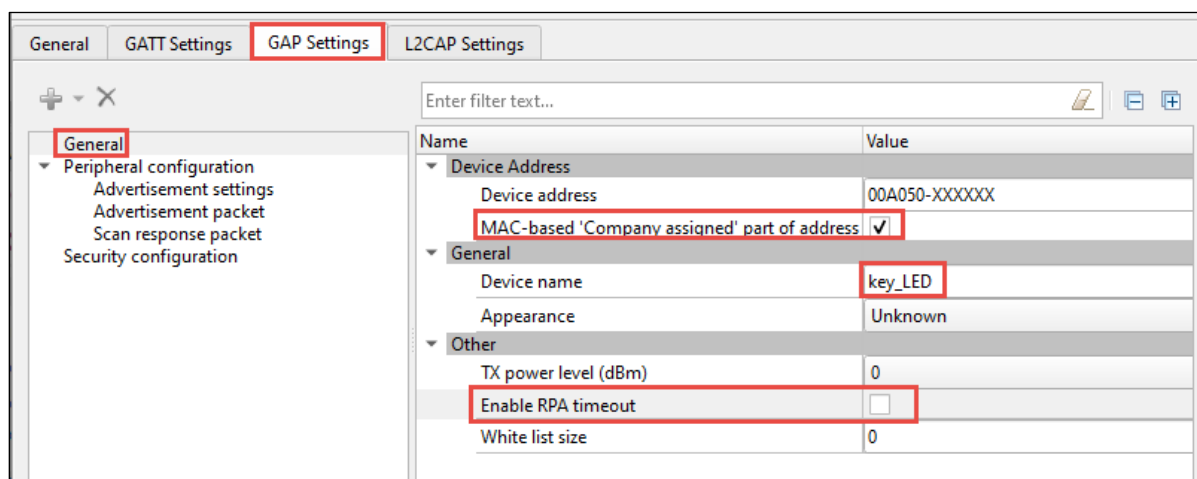 General GATT Settings GAP Settings L2CAP Settings
Enter filter text...
General
Peripheral configuration
Advertisement settings
Advertisement packet
Scan response packet
Security configuration
Name Value
Device Address
Device address 00A050-XXXXXX
MAC-based 'Company assigned' part of address
General
Device name key_LED
Appearance Unknown
Other
TX power level (dBm) 0
Enable RPA timeout
White list size 0